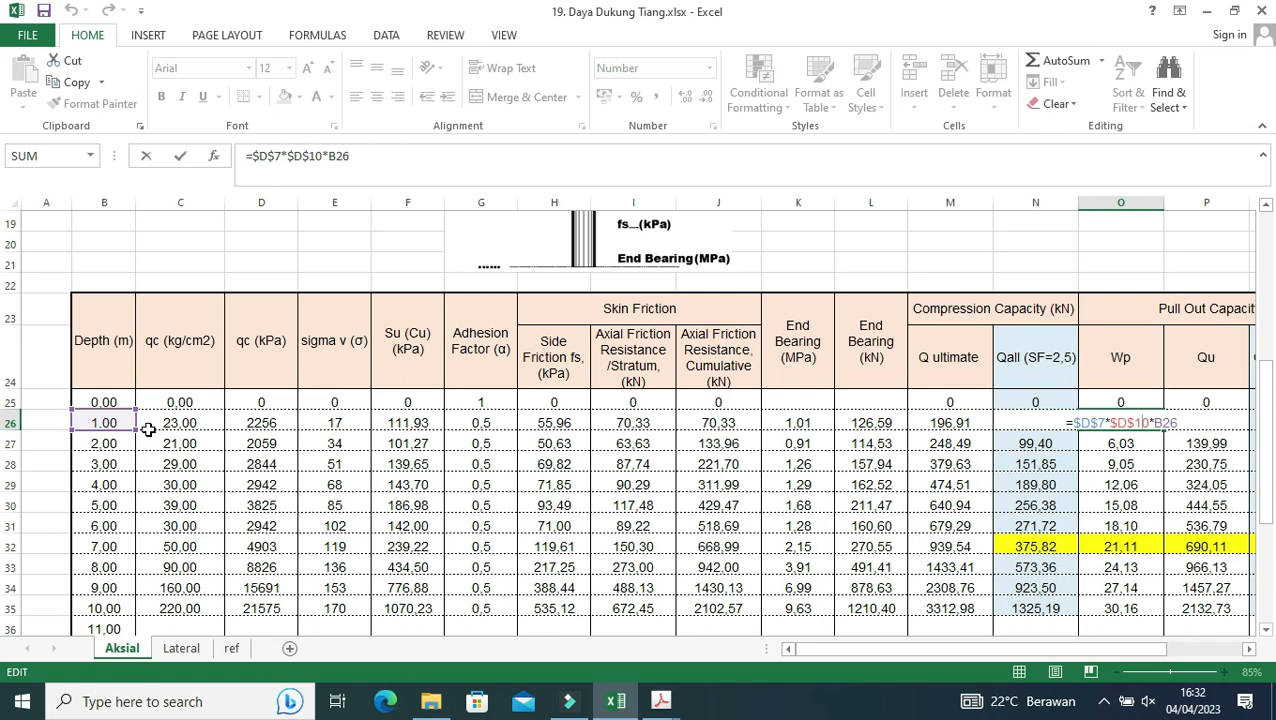 19. Daya Dukung Tiang.xlsx - Excel
FILE HOME INSERT PAGE LAYOUT FORMULAS DATA REVIEW VIEW Sign in
Cut
Copy
Format Painter
Paste
Clipboard
Arial 12
B I U A
Font
Wrap Text
Merge & Center
Alignment
Number
%
Number
Conditional Formatting
Format as Table
Cell Styles
Styles
Insert Delete Format
Cells
AutoSum
Fill
Clear
Sort & Filter
Find & Select
Editing
SUM =$D$7*$D$10*B26
A B C D E F G H I J K L M N O P
19 fs....(kPa)
20
21 ...... End Bearing(MPa)
22
23
24
Depth (m) qc (kg/cm2) qc (kPa) sigma v (σ) Su (Cu) (kPa) Adhesion Factor (α)
Skin Friction
Side Friction fs, (kPa)
Axial Friction Resistance /Stratum, (kN)
Axial Friction Resistance, Cumulative (kN)
End Bearing (MPa)
End Bearing (kN)
Compression Capacity (kN)
Q ultimate Qall (SF=2,5)
Pull Out Capacit
Wp Qu
25 0,00 0,00 0 0 0 1 0 0 0 0 0 0 0 0 0
26 1,00 23,00 2256 17 111,93 0,5 55,96 70,33 70,33 1,01 126,59 196,91 =$D$7*$D$10*B26
27 2,00 21,00 2059 34 101,27 0,5 50,63 63,63 133,96 0,91 114,53 248,49 99,40 6,03 139,99
28 3,00 29,00 2844 51 139,65 0,5 69,82 87,74 221,70 1,26 157,94 379,63 151,85 9,05 230,75
29 4,00 30,00 2942 68 143,70 0,5 71,85 90,29 311,99 1,29 162,52 474,51 189,80 12,06 324,05
30 5,00 39,00 3825 85 186,98 0,5 93,49 117,48 429,47 1,68 211,47 640,94 256,38 15,08 444,55
31 6,00 30,00 2942 102 142,00 0,5 71,00 89,22 518,69 1,28 160,60 679,29 271,72 18,10 536,79
32 7,00 50,00 4903 119 239,22 0,5 119,61 150,30 668,99 2,15 270,55 939,54 375,82 21,11 690,11
33 8,00 90,00 8826 136 434,50 0,5 217,25 273,00 942,00 3,91 491,41 1433,41 573,36 24,13 966,13
34 9,00 160,00 15691 153 776,88 0,5 388,44 488,13 1430,13 6,99 878,63 2308,76 923,50 27,14 1457,27
35 10,00 220,00 21575 170 1070,23 0,5 535,12 672,45 2102,57 9,63 1210,40 3312,98 1325,19 30,16 2132,73
36 11,00
Aksial Lateral ref
EDIT 85%
Type here to search
22°C Berawan
16:32
04/04/2023